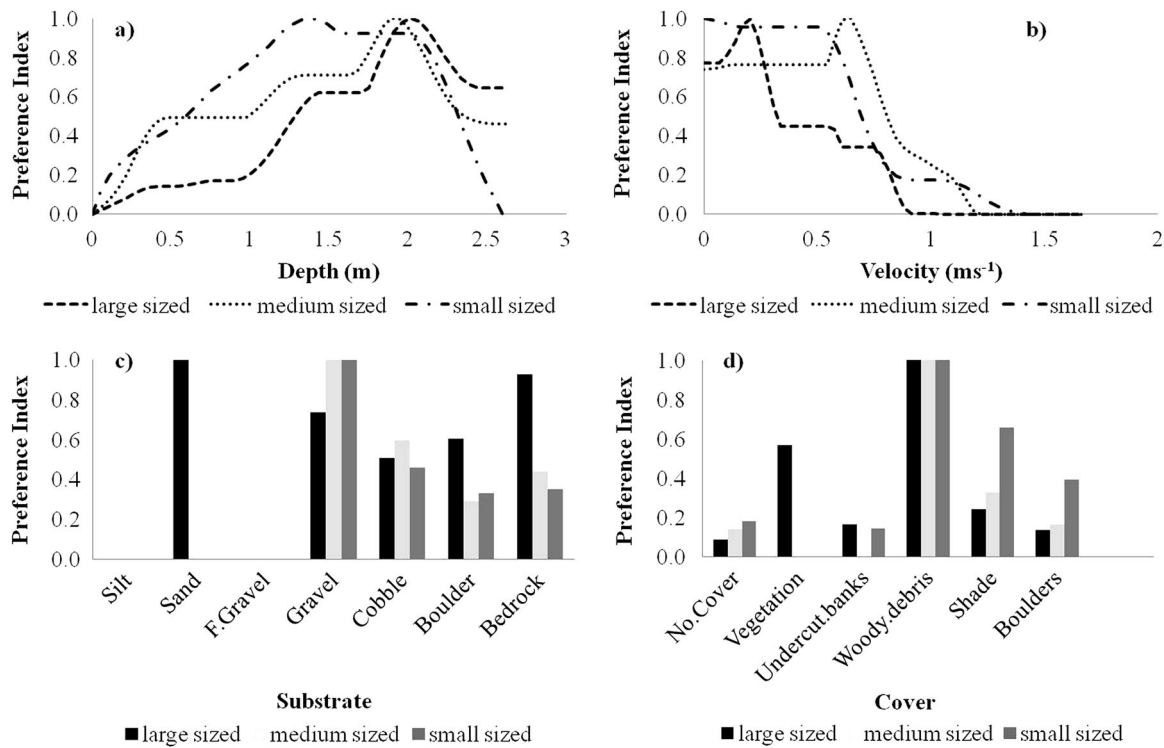 a)
Preference Index
1.0
0.8
0.6
0.4
0.2
0.0
0 0.5 1 1.5 2 2.5 3
Depth (m)
large sized medium sized small sized
b)
Preference Index
1.0
0.8
0.6
0.4
0.2
0.0
0 0.5 1 1.5 2
Velocity (ms⁻¹)
large sized medium sized small sized
c)
Preference Index
1.0
0.8
0.6
0.4
0.2
0.0
Silt Sand F.Gravel Gravel Cobble Boulder Bedrock
Substrate
large sized medium sized small sized
d)
Preference Index
1.0
0.8
0.6
0.4
0.2
0.0
No.Cover Vegetation Undercut.banks Woody.debris Shade Boulders
Cover
large sized medium sized small sized